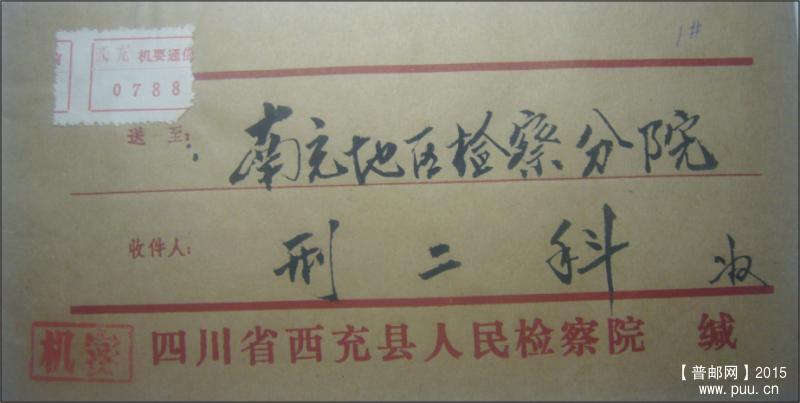 1#
西充 机要通信
0788
送 至:
南充地区检察分院
收件人:
刑二科 收
机密 四川省西充县人民检察院 缄
【普邮网】2015
www.puu.cn